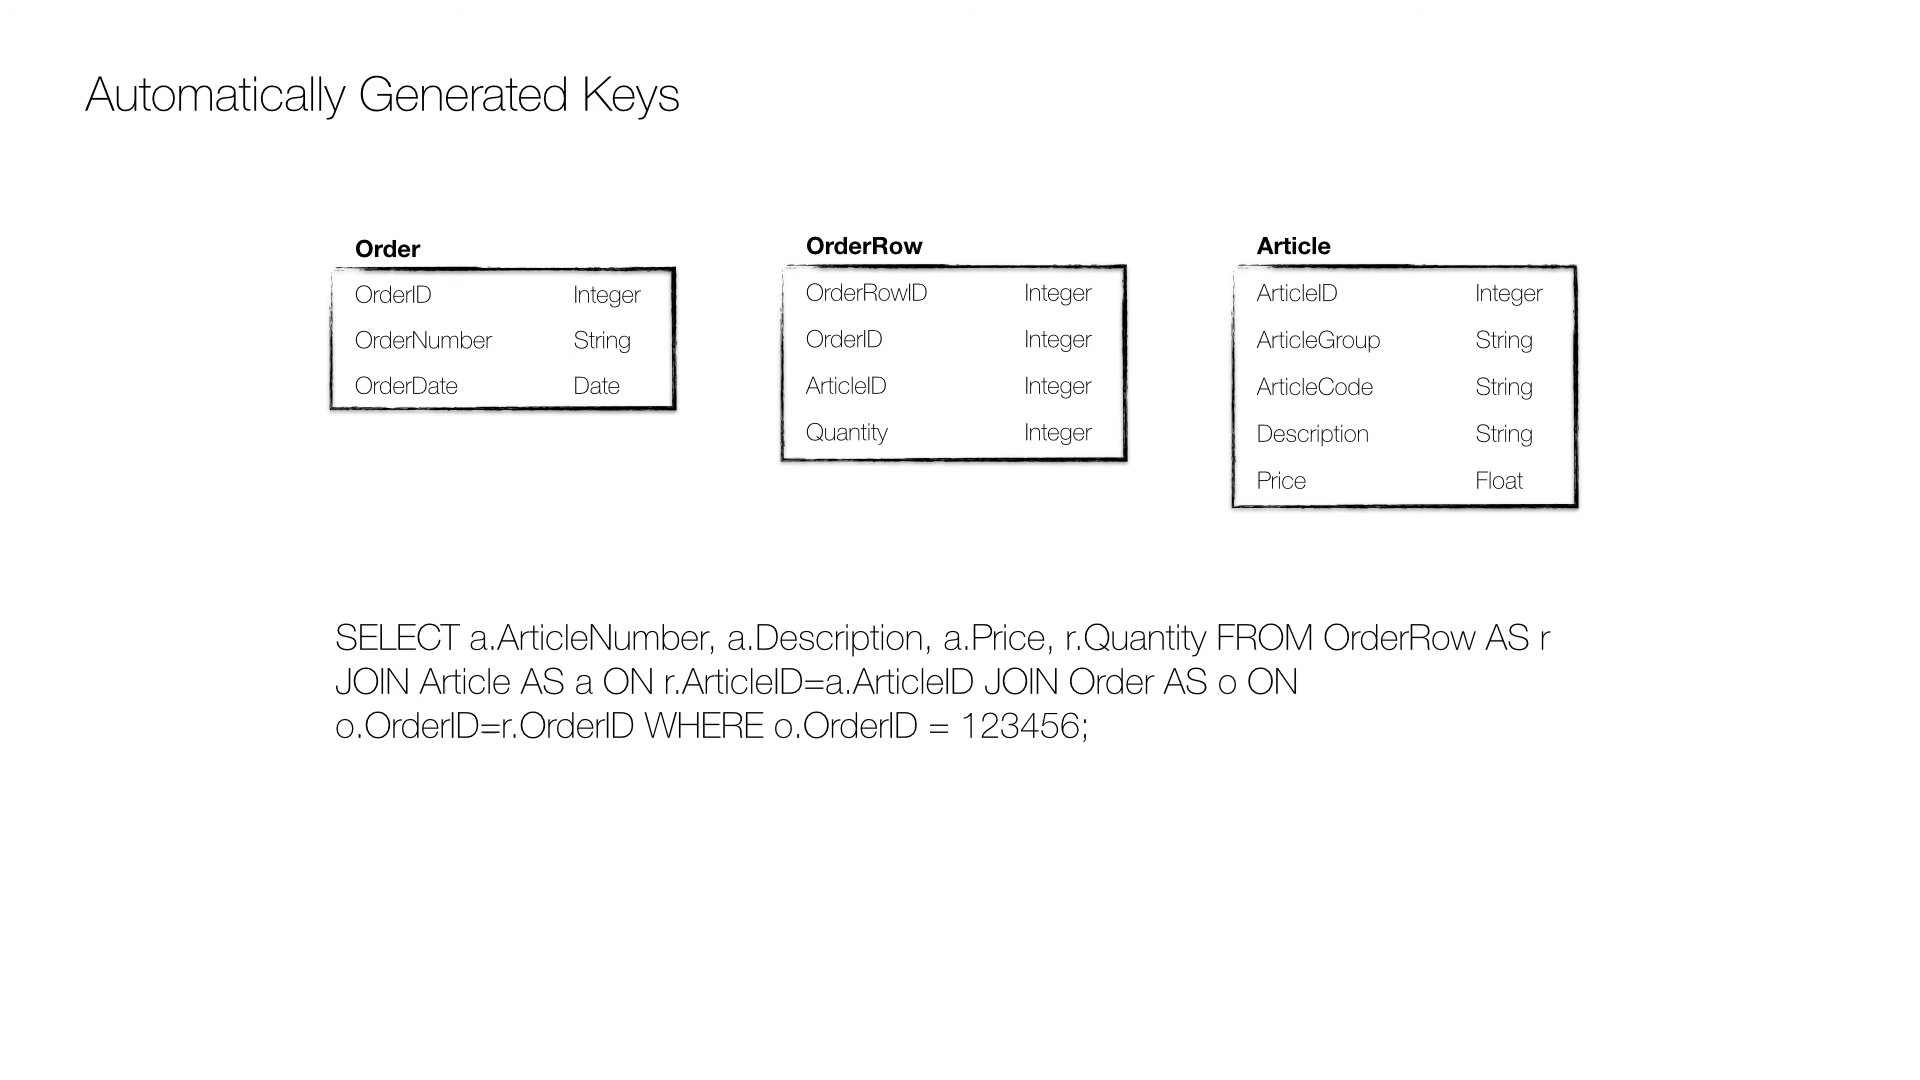 Automatically Generated Keys
Order
OrderID Integer
OrderNumber String
OrderDate Date
OrderRow
OrderRowID Integer
OrderID Integer
ArticleID Integer
Quantity Integer
Article
ArticleID Integer
ArticleGroup String
ArticleCode String
Description String
Price Float
SELECT a.ArticleNumber, a.Description, a.Price, r.Quantity FROM OrderRow AS r
JOIN Article AS a ON r.ArticleID=a.ArticleID JOIN Order AS o ON
o.OrderID=r.OrderID WHERE o.OrderID = 123456;